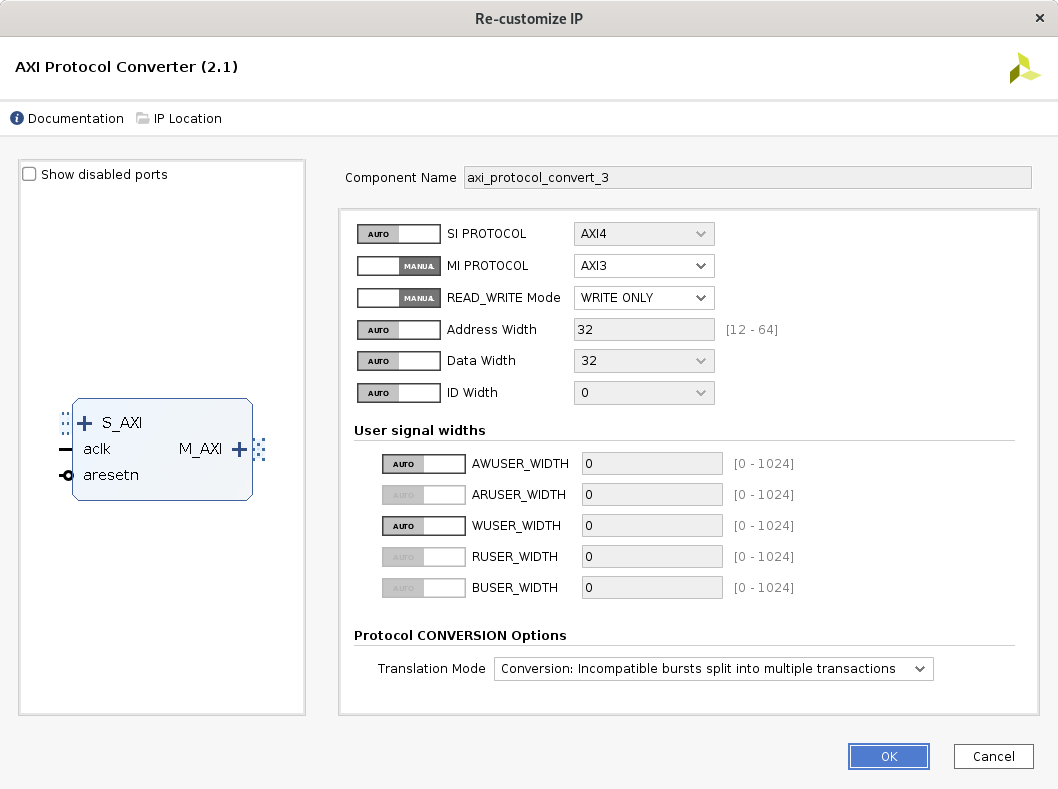 Re-customize IP
AXI Protocol Converter (2.1)
Documentation IP Location
Show disabled ports
S_AXI
aclk
M_AXI
aresetn
Component Name axi_protocol_convert_3
AUTO SI PROTOCOL AXI4
MANUAL MI PROTOCOL AXI3
MANUAL READ_WRITE Mode WRITE ONLY
AUTO Address Width 32 [12 - 64]
AUTO Data Width 32
AUTO ID Width 0
User signal widths
AUTO AWUSER_WIDTH 0 [0 - 1024]
AUTO ARUSER_WIDTH 0 [0 - 1024]
AUTO WUSER_WIDTH 0 [0 - 1024]
AUTO RUSER_WIDTH 0 [0 - 1024]
AUTO BUSER_WIDTH 0 [0 - 1024]
Protocol CONVERSION Options
Translation Mode Conversion: Incompatible bursts split into multiple transactions
OK Cancel